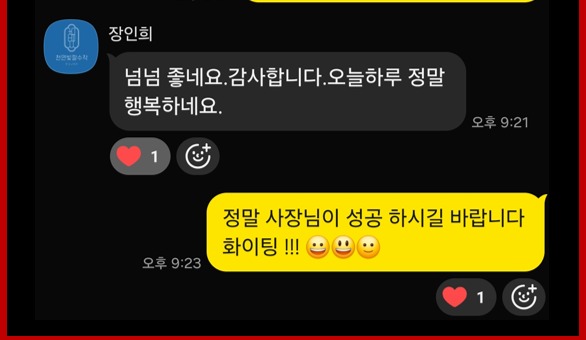 장인희
넘넘 좋네요.감사합니다.오늘하루 정말
행복하네요.
오후 9:21
1
정말 사장님이 성공 하시길 바랍니다
화이팅 !!! 😀😃🙂
오후 9:23
1